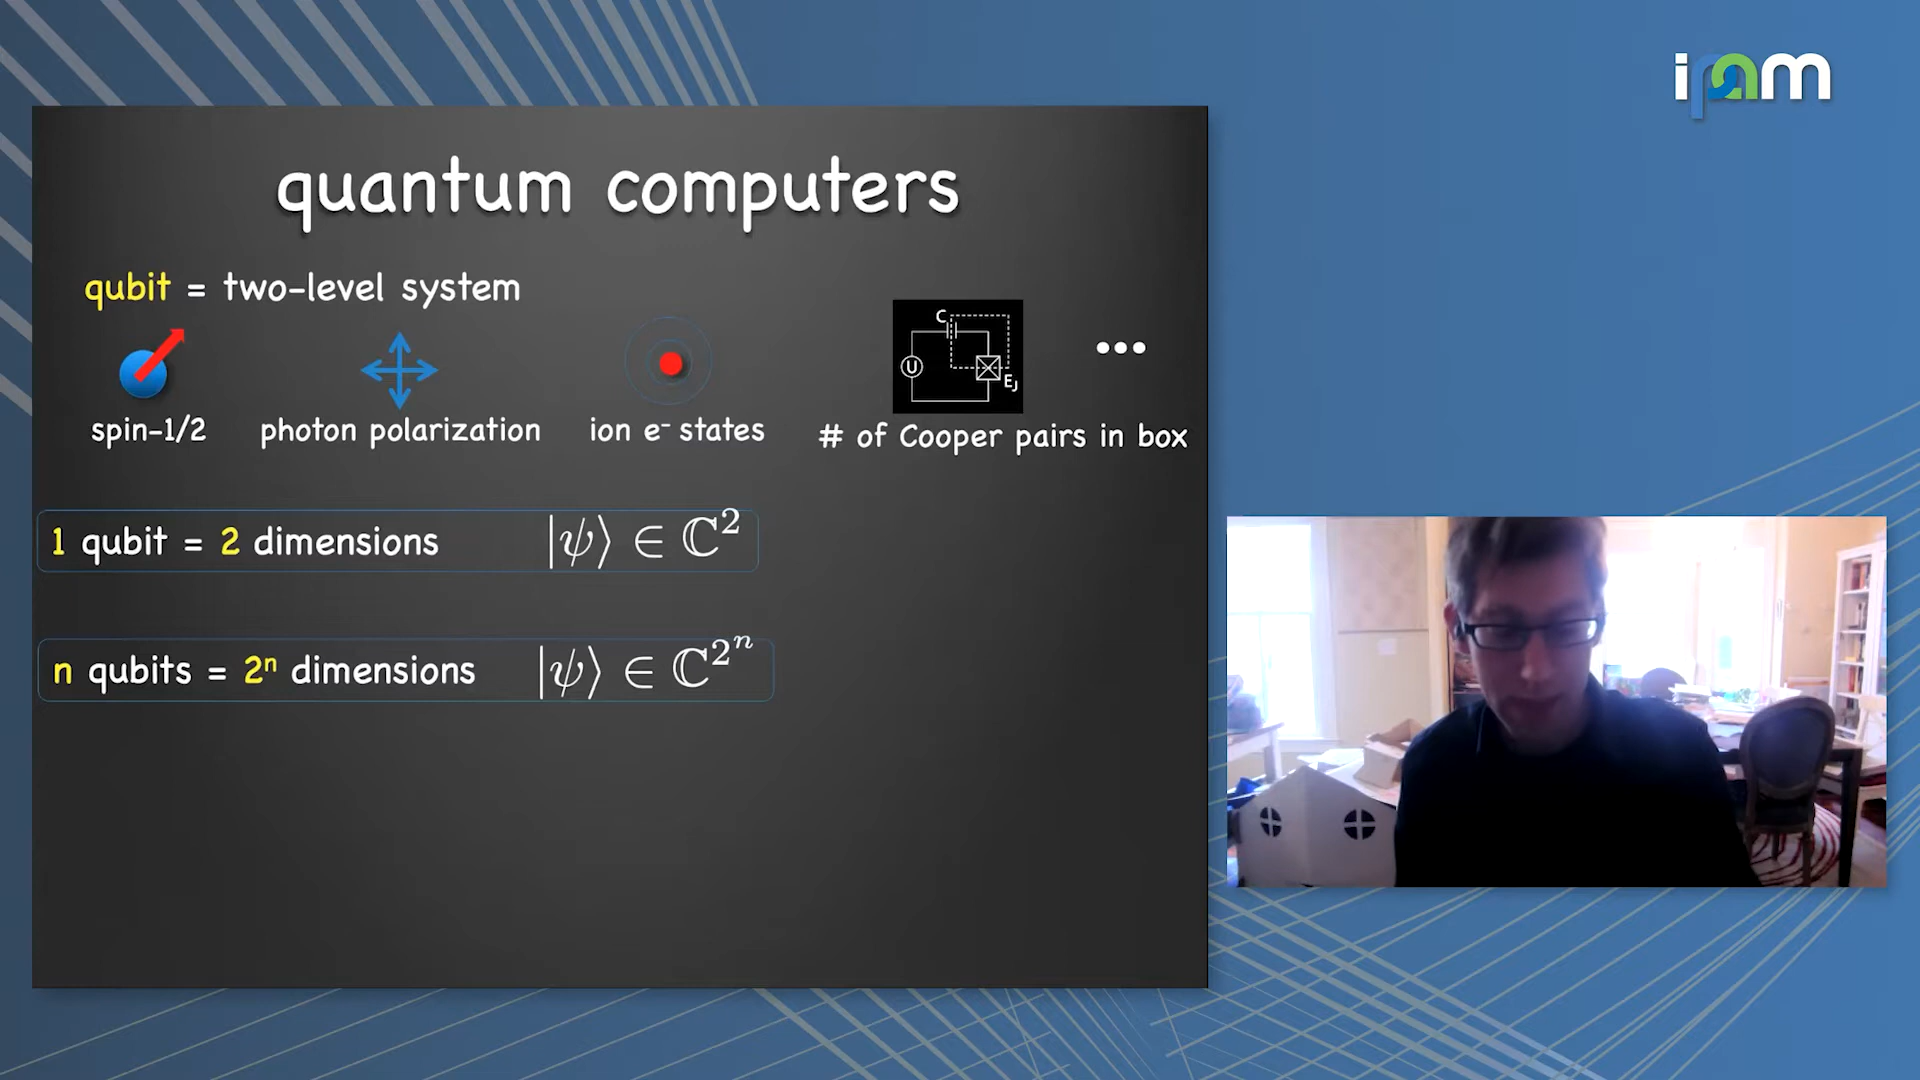 ipam
quantum computers
qubit = two-level system
C
U
E_J
...
spin-1/2
photon polarization
ion e⁻ states
# of Cooper pairs in box
1 qubit = 2 dimensions |ψ⟩ ∈ ℂ²
n qubits = 2ⁿ dimensions |ψ⟩ ∈ ℂ^{2ⁿ}